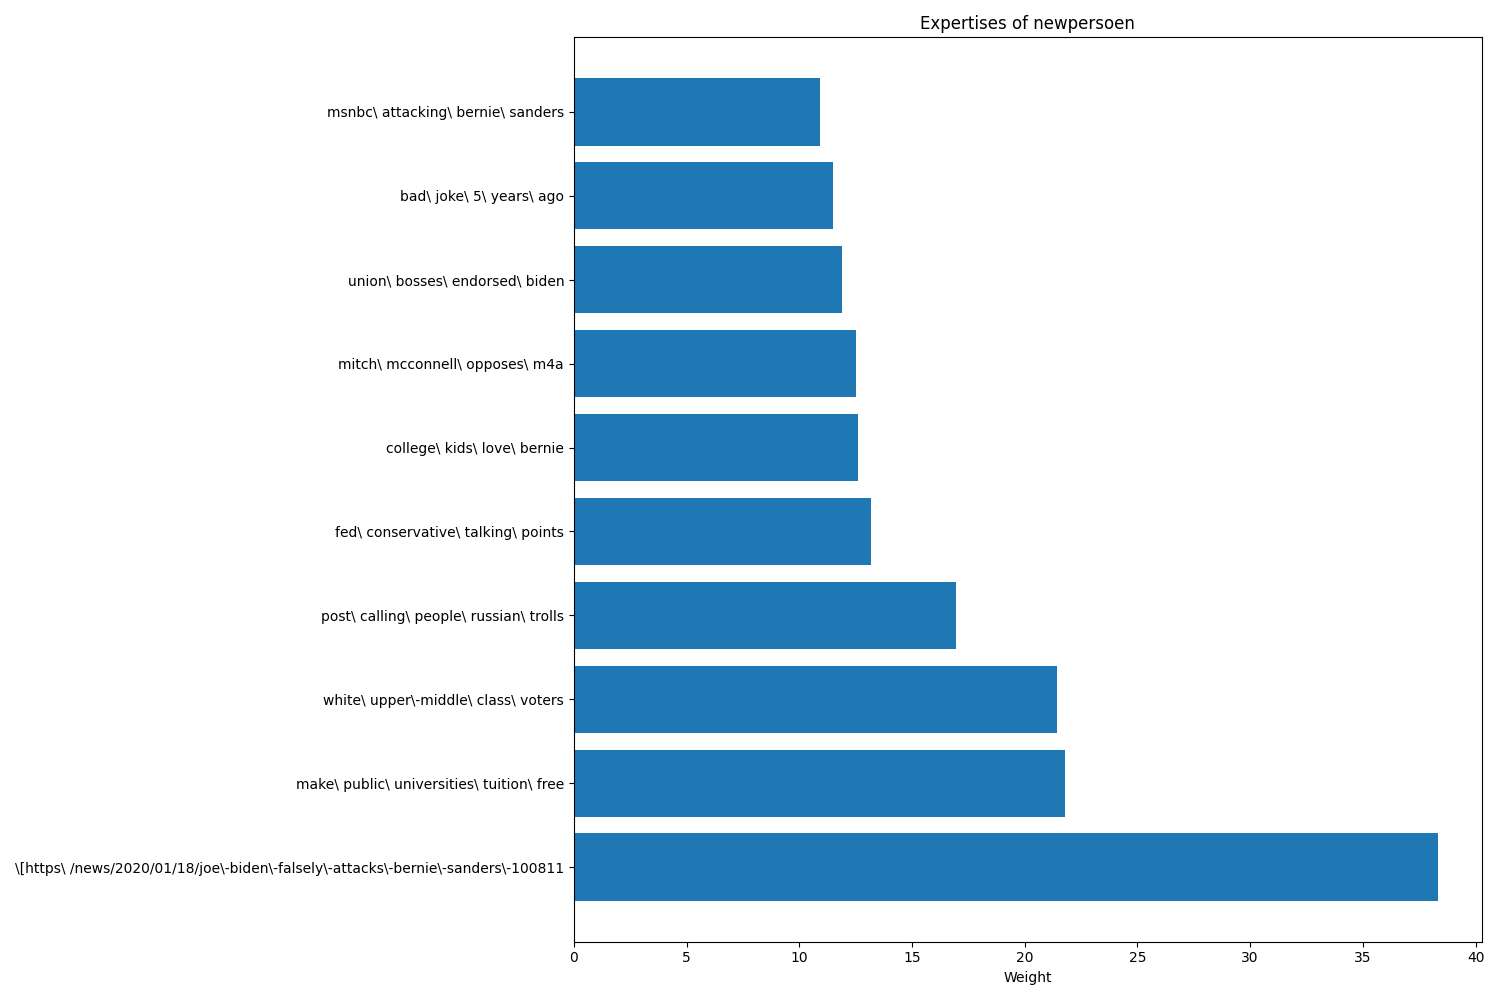 Expertises of newpersoen
msnbc\ attacking\ bernie\ sanders
bad\ joke\ 5\ years\ ago
union\ bosses\ endorsed\ biden
mitch\ mcconnell\ opposes\ m4a
college\ kids\ love\ bernie
fed\ conservative\ talking\ points
post\ calling\ people\ russian\ trolls
white\ upper\-middle\ class\ voters
make\ public\ universities\ tuition\ free
\[https\ /news/2020/01/18/joe\-biden\-falsely\-attacks\-bernie\-sanders\-100811
0 5 10 15 20 25 30 35 40
Weight